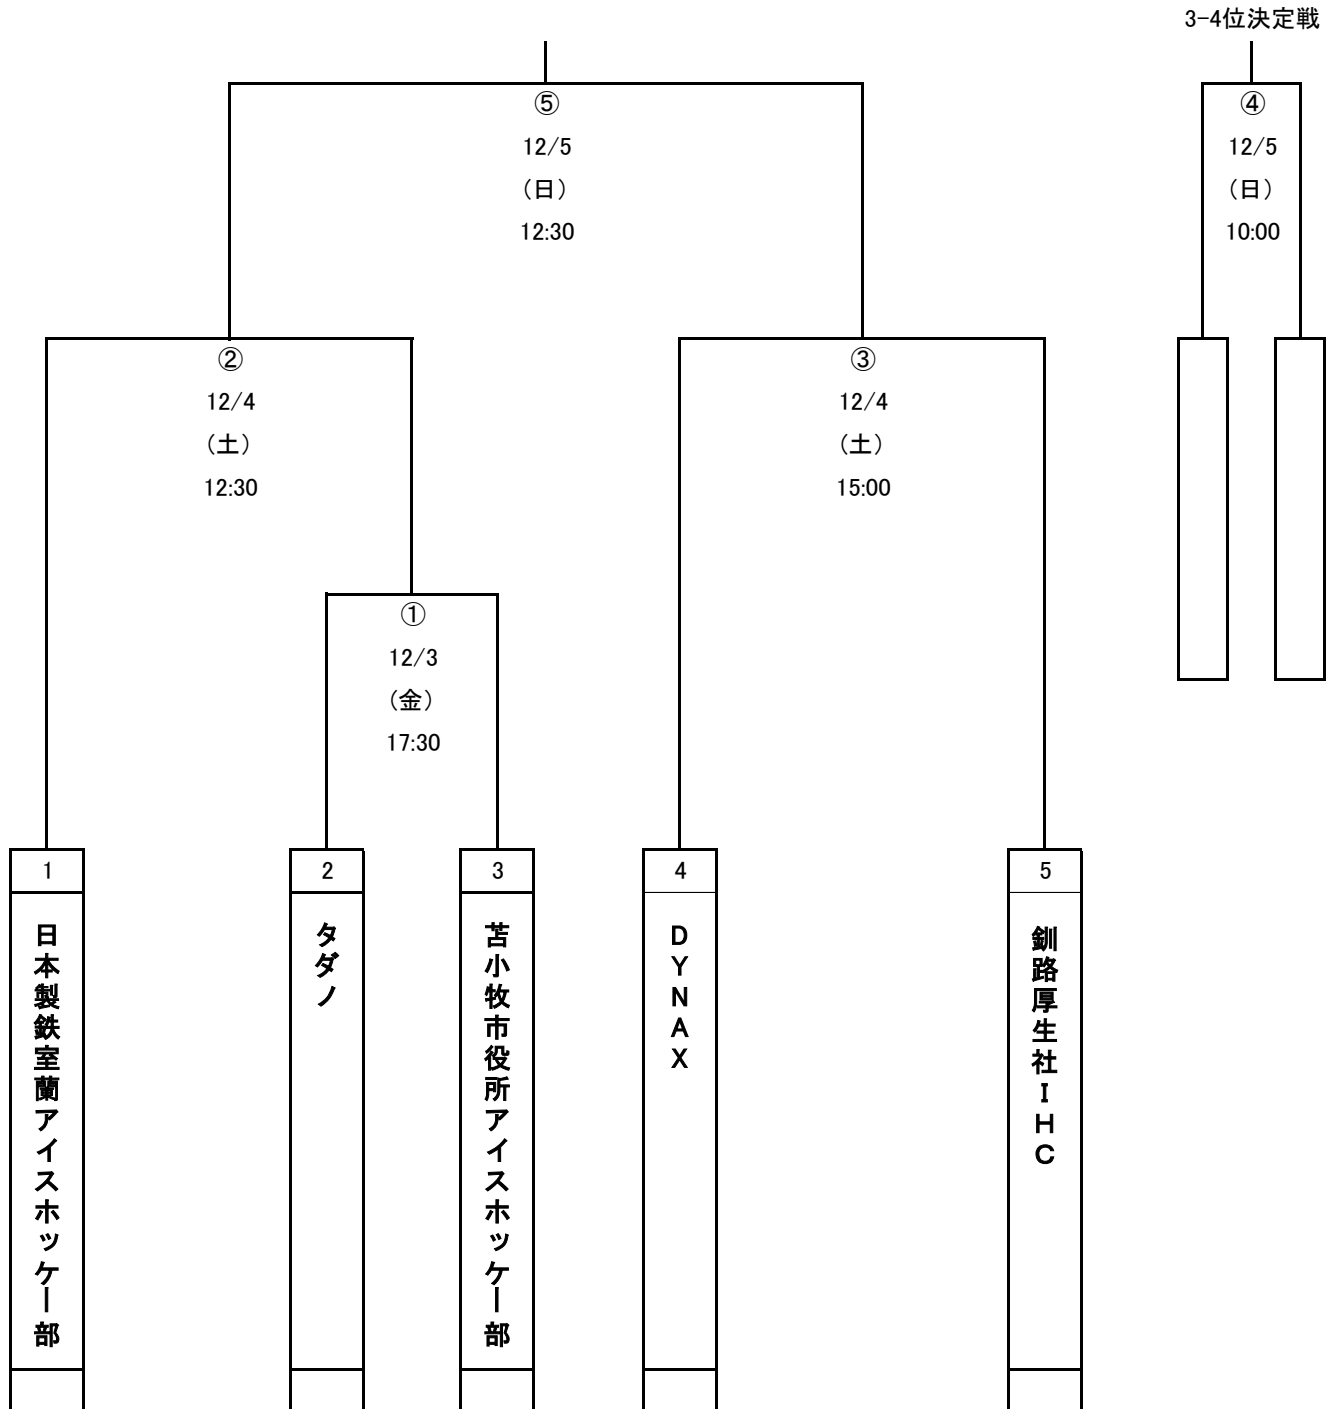 3-4位決定戦
⑤
12/5
（日）
12:30
④
12/5
（日）
10:00
②
12/4
（土）
12:30
③
12/4
（土）
15:00
①
12/3
（金）
17:30
1
2
3
4
5
日本製鉄室蘭アイスホッケー部
タダノ
苫小牧市役所アイスホッケー部
DYNAX
釧路厚生社IHC